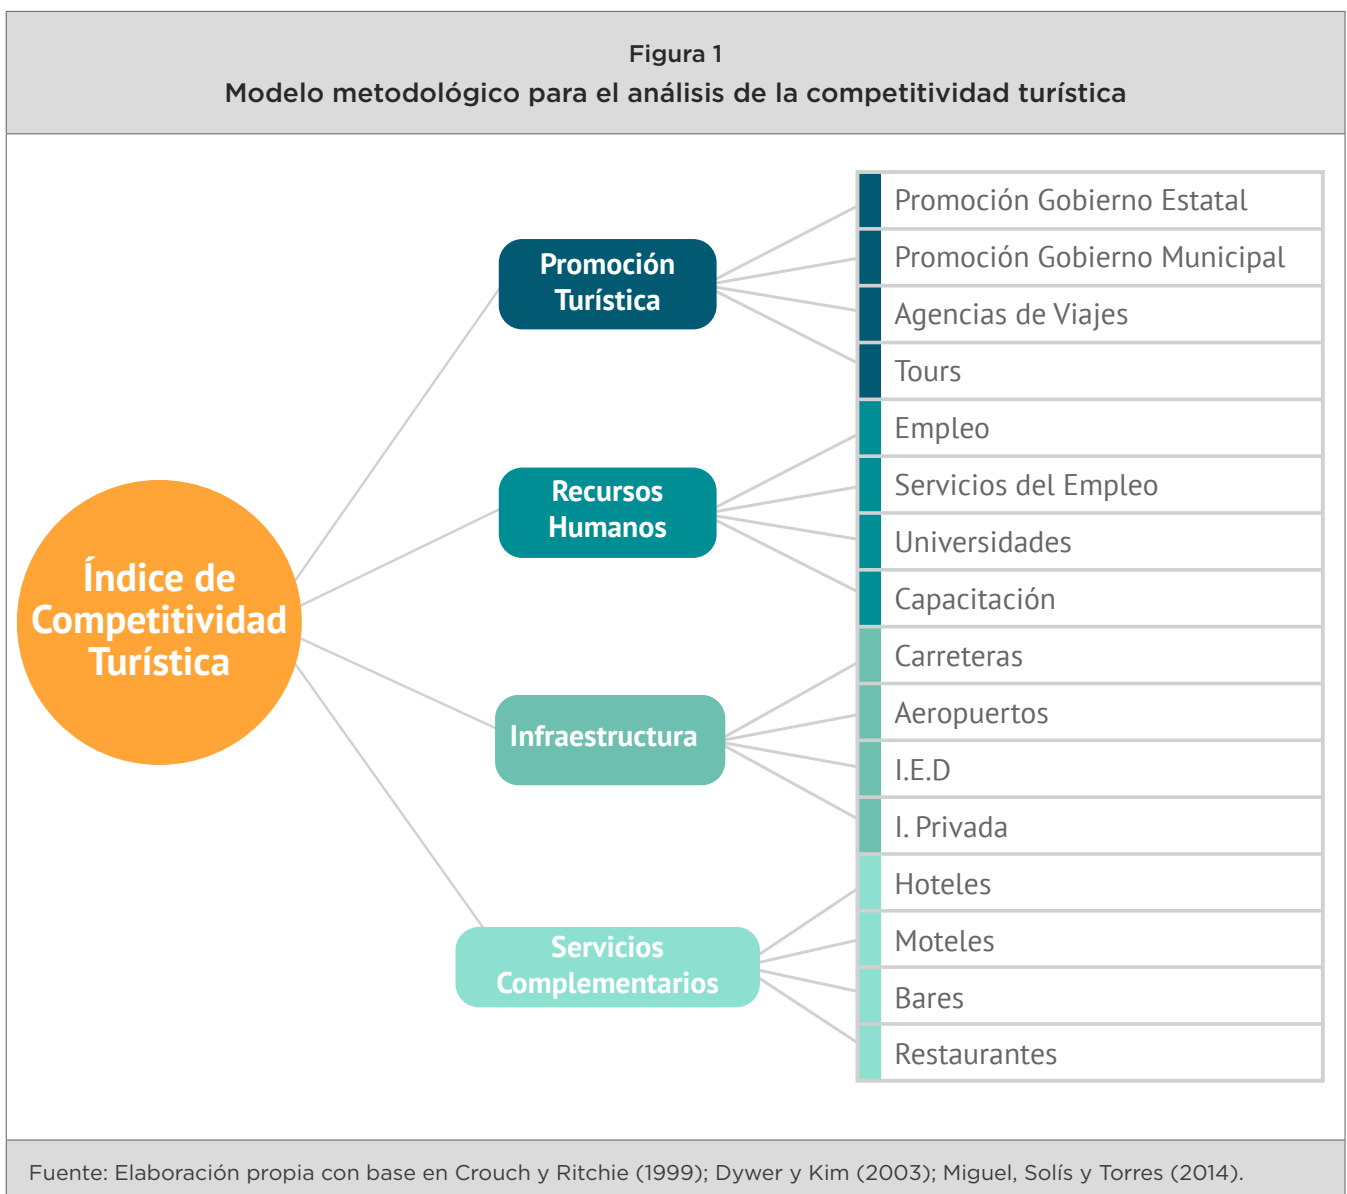 Figura 1
Modelo metodológico para el análisis de la competitividad turística
Índice de
Competitividad
Turística
Promoción
Turística
Promoción Gobierno Estatal
Promoción Gobierno Municipal
Agencias de Viajes
Tours
Recursos
Humanos
Empleo
Servicios del Empleo
Universidades
Capacitación
Infraestructura
Carreteras
Aeropuertos
I.E.D
I. Privada
Servicios
Complementarios
Hoteles
Moteles
Bares
Restaurantes
Fuente: Elaboración propia con base en Crouch y Ritchie (1999); Dywer y Kim (2003); Miguel, Solís y Torres (2014).